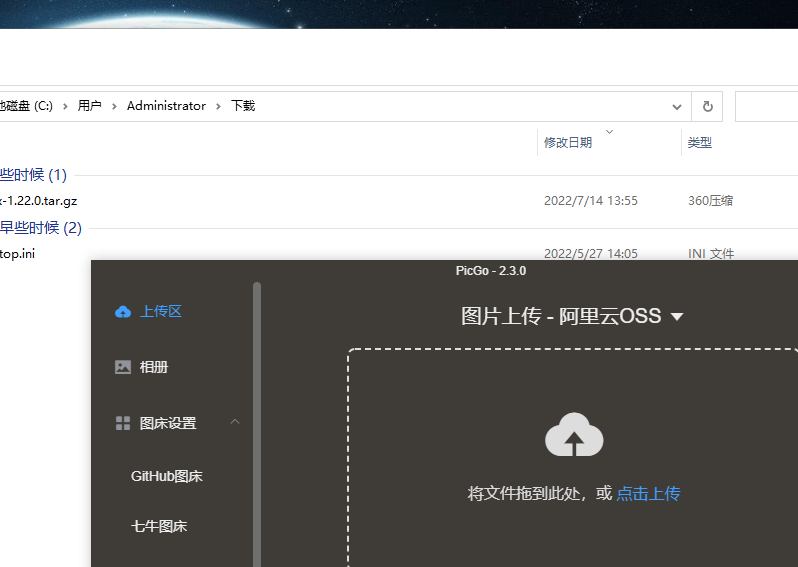 地磁盘 (C:) > 用户 > Administrator > 下载
修改日期 类型
些时候 (1)
x-1.22.0.tar.gz 2022/7/14 13:55 360压缩
早些时候 (2)
top.ini 2022/5/27 14:05 INI 文件
PicGo - 2.3.0
上传区
图片上传 - 阿里云OSS
相册
图床设置
GitHub图床
将文件拖到此处，或 点击上传
七牛图床